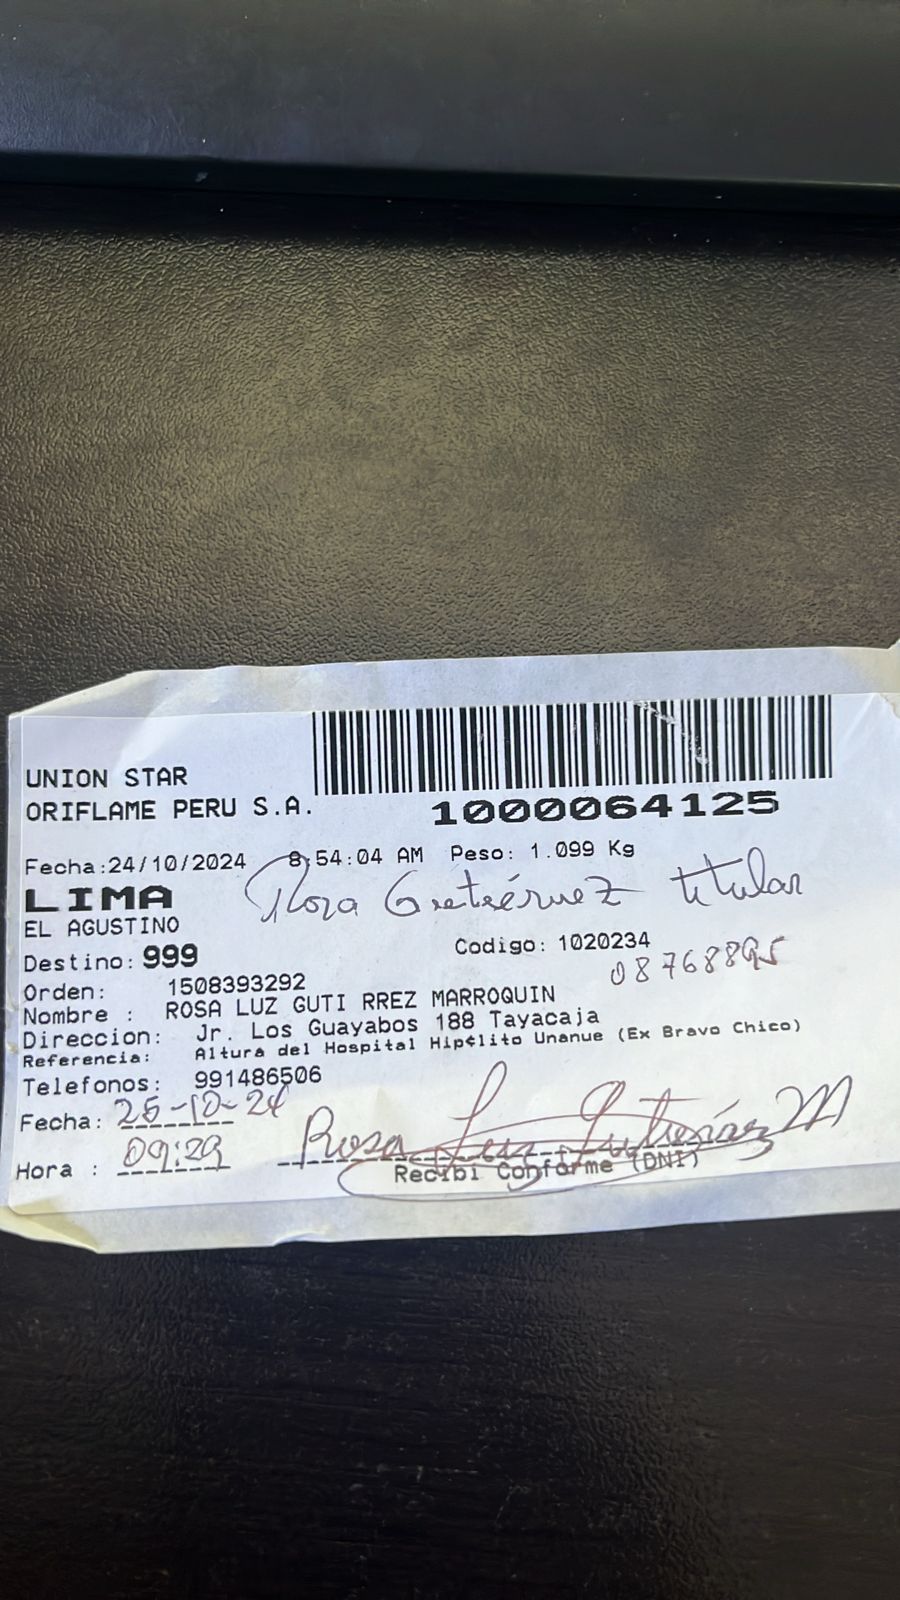 UNION STAR
ORIFLAME PERU S.A.
1000064125
Fecha:24/10/2024 8:54:04 AM Peso: 1.099 Kg
LIMA
Rosa Gutiérrez titular
EL AGUSTINO
Destino: 999
Codigo: 1020234
08768895
Orden: 1508393292
Nombre : ROSA LUZ GUTI RREZ MARROQUIN
Direccion: Jr. Los Guayabos 188 Tayacaja
Referencia: Altura del Hospital Hip¢lito Unanue (Ex Bravo Chico)
Telefonos: 991486506
Fecha: 25-10-24
Hora : 09:29
Rosa Luz Gutiérrez M
Recibi Conforme (DNI)